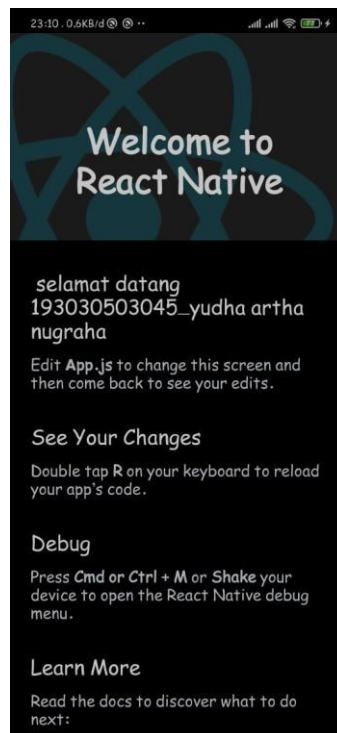 23:10 . 0,6KB/d
Welcome to
React Native
selamat datang
193030503045_yudha artha
nugraha
Edit App.js to change this screen and
then come back to see your edits.
See Your Changes
Double tap R on your keyboard to reload
your app's code.
Debug
Press Cmd or Ctrl + M or Shake your
device to open the React Native debug
menu.
Learn More
Read the docs to discover what to do
next: